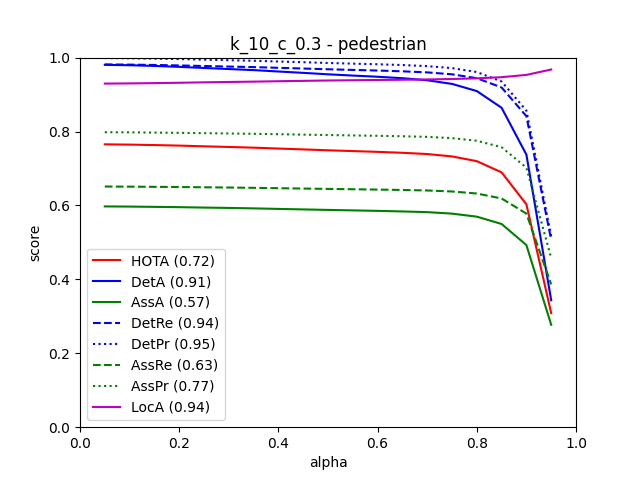 k_10_c_0.3 - pedestrian
1.0
0.8
0.6
0.4
0.2
0.0
score
HOTA (0.72)
DetA (0.91)
AssA (0.57)
DetRe (0.94)
DetPr (0.95)
AssRe (0.63)
AssPr (0.77)
LocA (0.94)
0.0 0.2 0.4 0.6 0.8 1.0
alpha